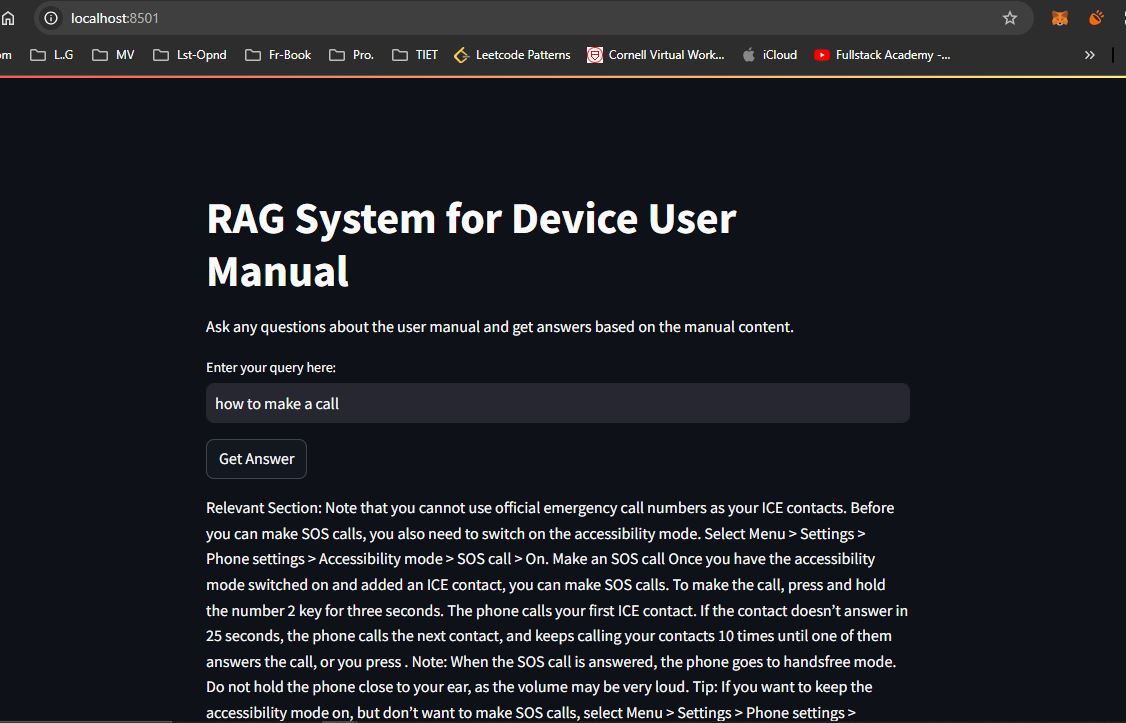 localhost:8501
om L..G MV Lst-Opnd Fr-Book Pro. TIET Leetcode Patterns Cornell Virtual Work... iCloud Fullstack Academy -... »
RAG System for Device User
Manual
Ask any questions about the user manual and get answers based on the manual content.
Enter your query here:
how to make a call
Get Answer
Relevant Section: Note that you cannot use official emergency call numbers as your ICE contacts. Before
you can make SOS calls, you also need to switch on the accessibility mode. Select Menu > Settings >
Phone settings > Accessibility mode > SOS call > On. Make an SOS call Once you have the accessibility
mode switched on and added an ICE contact, you can make SOS calls. To make the call, press and hold
the number 2 key for three seconds. The phone calls your first ICE contact. If the contact doesn’t answer in
25 seconds, the phone calls the next contact, and keeps calling your contacts 10 times until one of them
answers the call, or you press . Note: When the SOS call is answered, the phone goes to handsfree mode.
Do not hold the phone close to your ear, as the volume may be very loud. Tip: If you want to keep the
accessibility mode on, but don’t want to make SOS calls, select Menu > Settings > Phone settings >